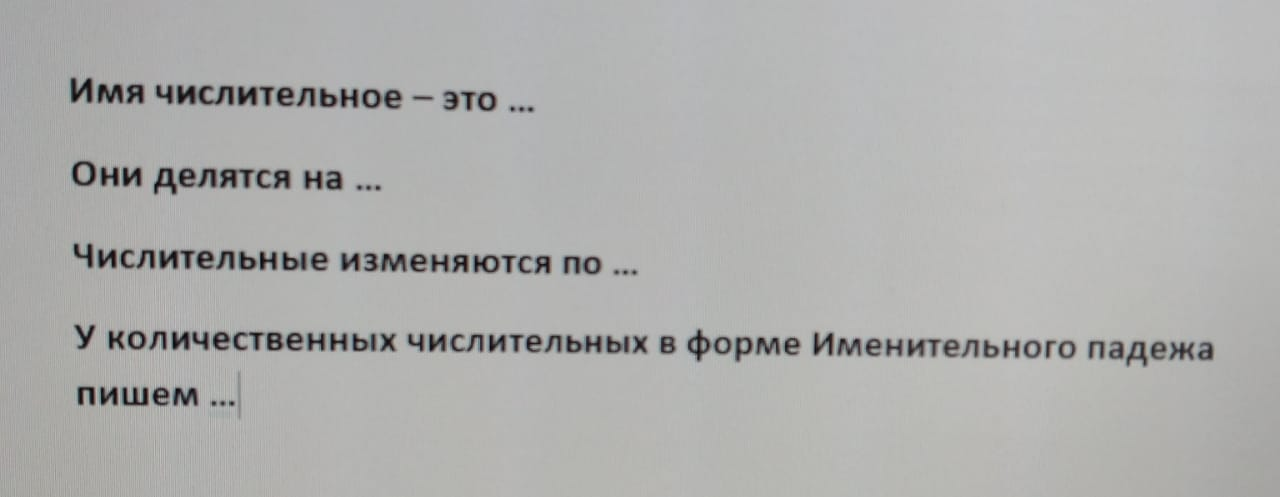 Имя числительное – это ...
Они делятся на ...
Числительные изменяются по ...
У количественных числительных в форме Именительного падежа
пишем ...